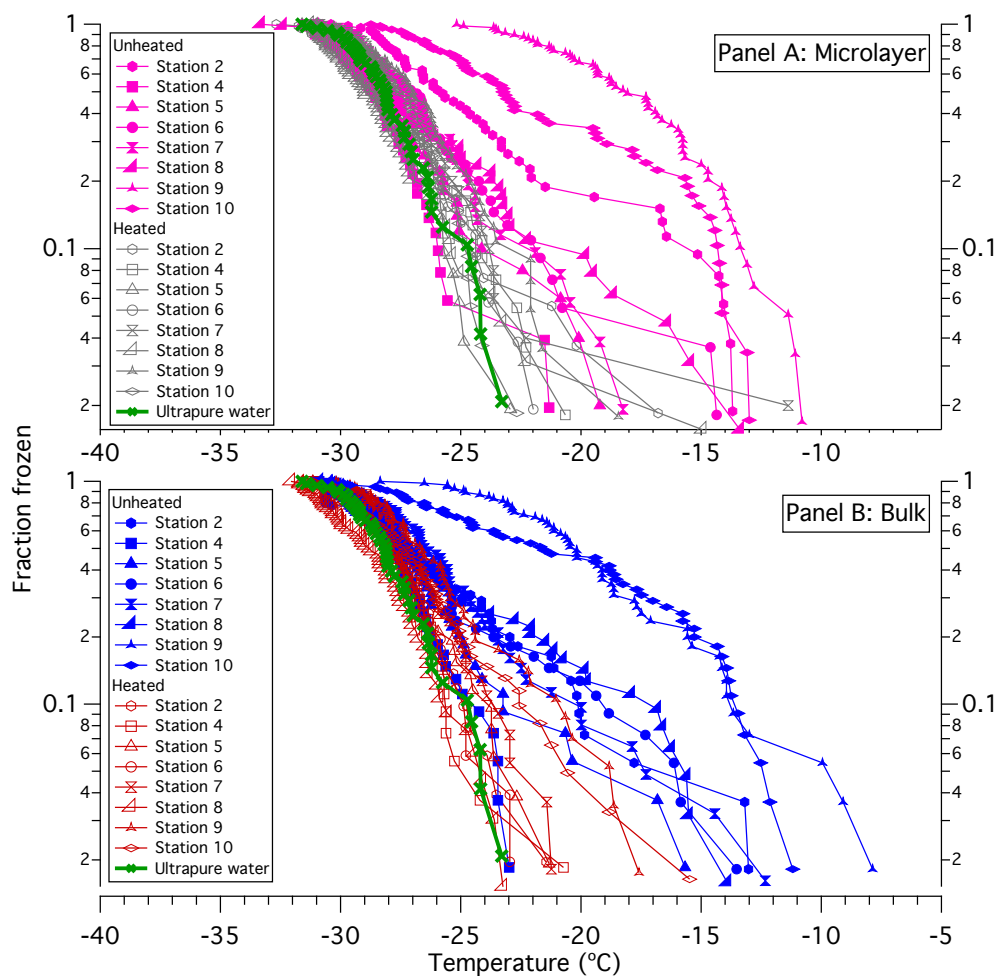 Panel A: Microlayer
Unheated
Station 2
Station 4
Station 5
Station 6
Station 7
Station 8
Station 9
Station 10
Heated
Station 2
Station 4
Station 5
Station 6
Station 7
Station 8
Station 9
Station 10
Ultrapure water
1
8
6
4
2
0.1
8
6
4
2
1
8
6
4
2
0.1
8
6
4
2
-40
-35
-30
-25
-20
-15
-10
-5
Fraction frozen
Panel B: Bulk
Unheated
Station 2
Station 4
Station 5
Station 6
Station 7
Station 8
Station 9
Station 10
Heated
Station 2
Station 4
Station 5
Station 6
Station 7
Station 8
Station 9
Station 10
Ultrapure water
1
8
6
4
2
0.1
8
6
4
2
1
8
6
4
2
0.1
8
6
4
2
-40
-35
-30
-25
-20
-15
-10
-5
Temperature (ºC)